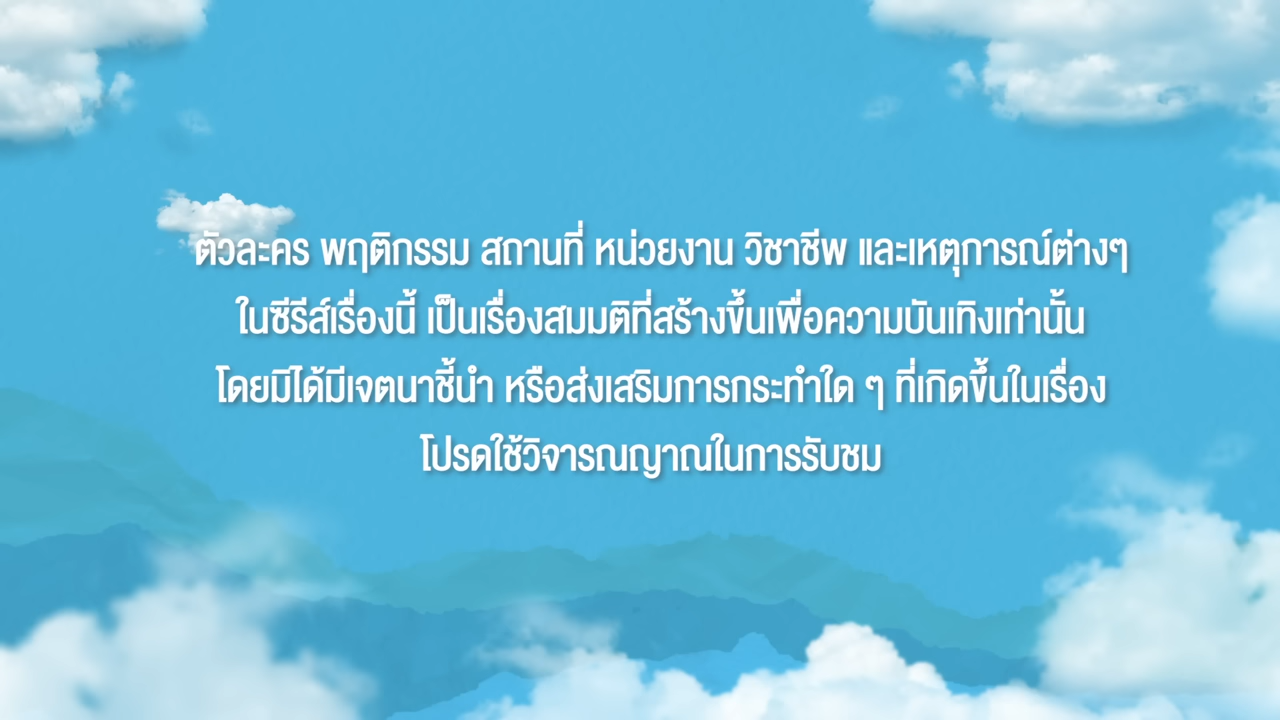 ตัวละคร พฤติกรรม สถานที่ หน่วยงาน วิชาชีพ และเหตุการณ์ต่างๆ
ในซีรีส์เรื่องนี้ เป็นเรื่องสมมติที่สร้างขึ้นเพื่อความบันเทิงเท่านั้น
โดยมิได้มีเจตนาชี้นำ หรือส่งเสริมการกระทำใด ๆ ที่เกิดขึ้นในเรื่อง
โปรดใช้วิจารณญาณในการรับชม